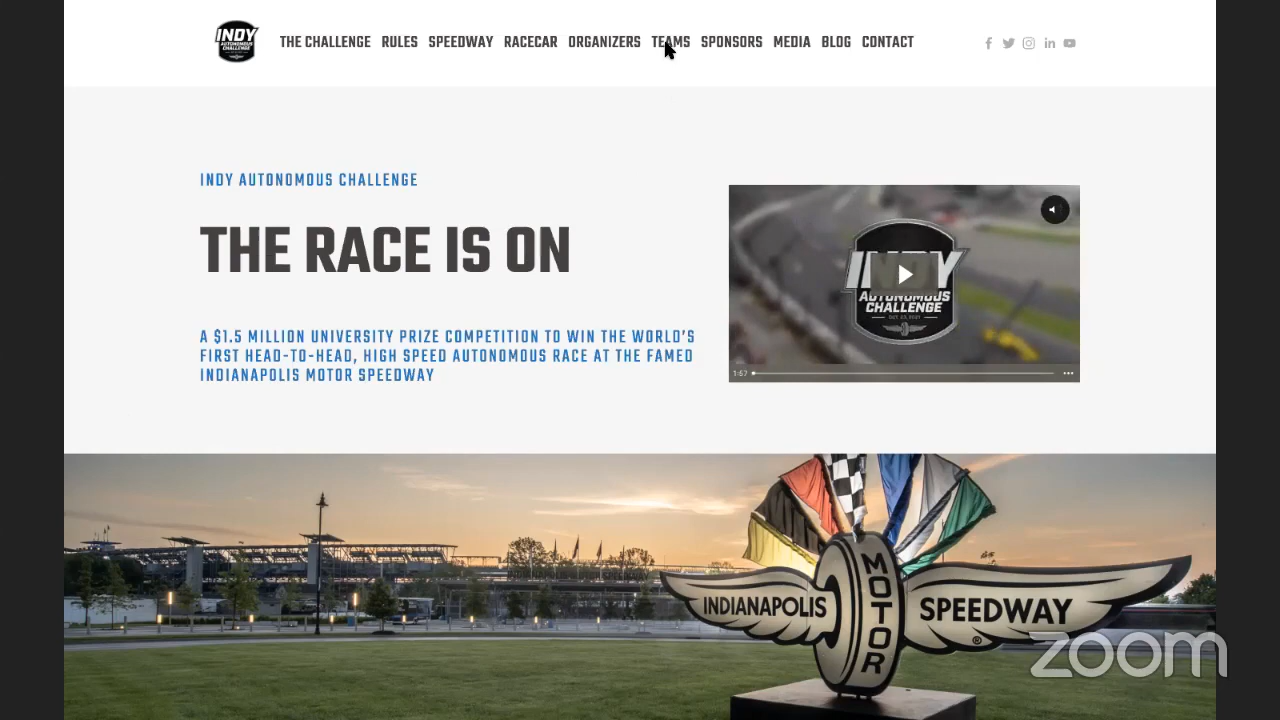 INDY
AUTONOMOUS
CHALLENGE
THE CHALLENGE RULES SPEEDWAY RACECAR ORGANIZERS TEAMS SPONSORS MEDIA BLOG CONTACT
INDY AUTONOMOUS CHALLENGE
THE RACE IS ON
A $1.5 MILLION UNIVERSITY PRIZE COMPETITION TO WIN THE WORLD'S
FIRST HEAD-TO-HEAD, HIGH SPEED AUTONOMOUS RACE AT THE FAMED
INDIANAPOLIS MOTOR SPEEDWAY
INDY
AUTONOMOUS
CHALLENGE
1:57
INDIANAPOLIS
MOTOR
SPEEDWAY
®
zoom